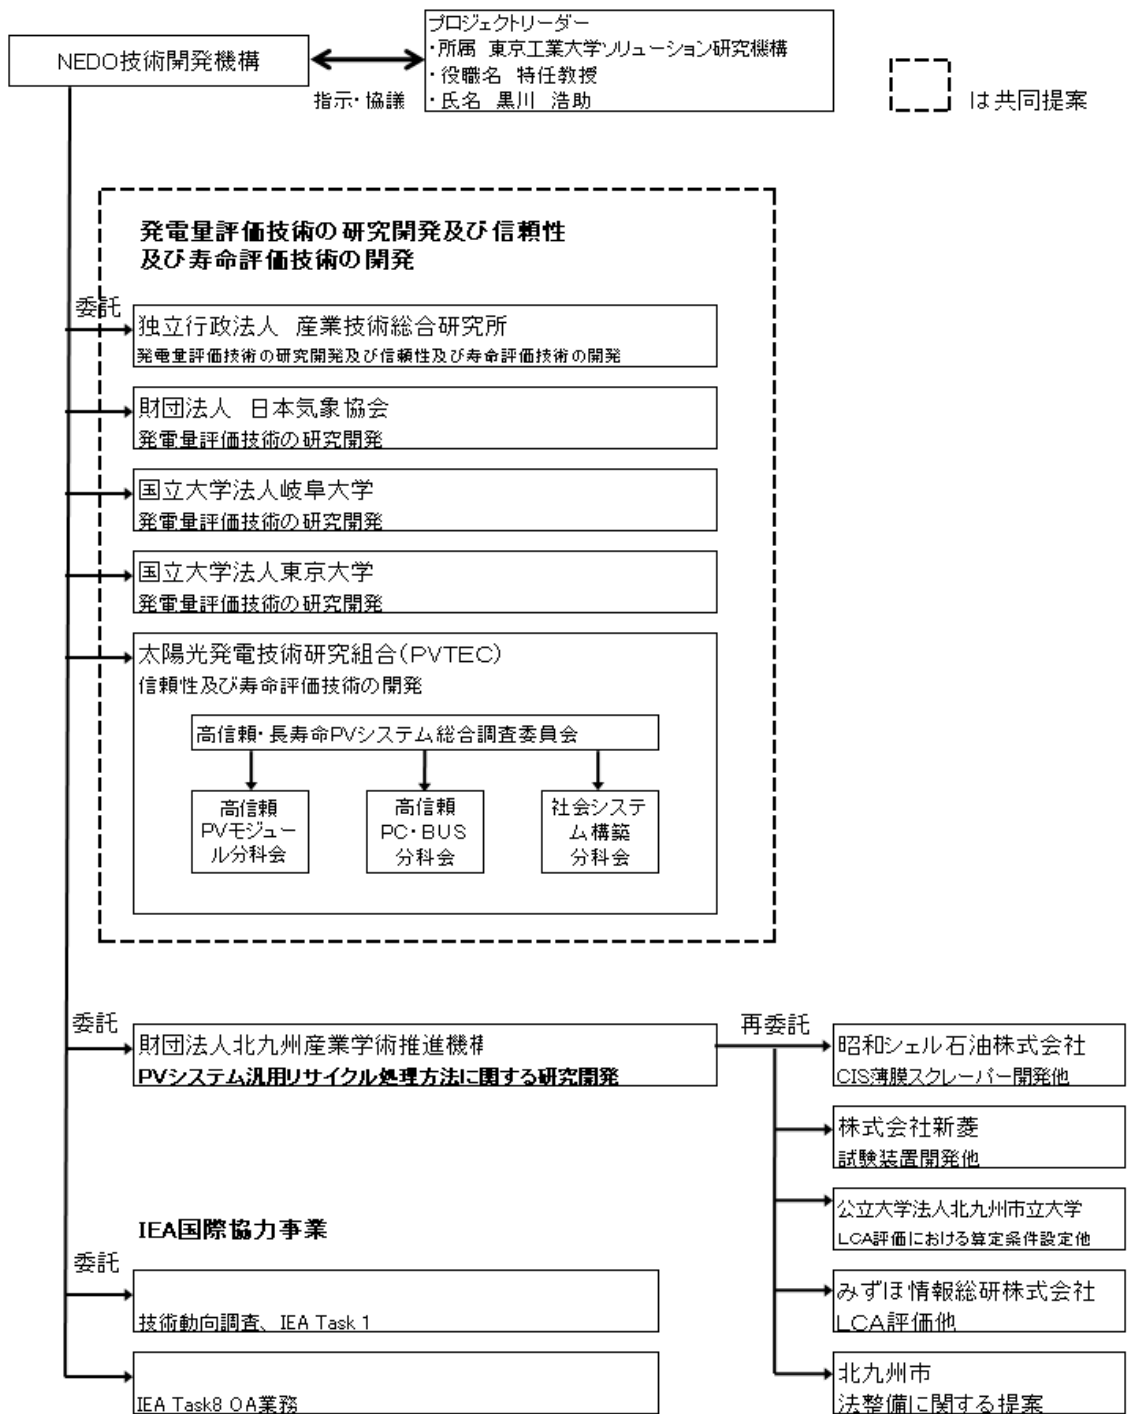 プロジェクトリーダー
・所属 東京工業大学ソリューション研究機構
・役職名 特任教授
・氏名 黒川 浩助
NEDO技術開発機構
指示・協議
は共同提案
発電量評価技術の研究開発及び信頼性
及び寿命評価技術の開発
委託
独立行政法人 産業技術総合研究所
発電量評価技術の研究開発及び信頼性及び寿命評価技術の開発
財団法人 日本気象協会
発電量評価技術の研究開発
国立大学法人岐阜大学
発電量評価技術の研究開発
国立大学法人東京大学
発電量評価技術の研究開発
太陽光発電技術研究組合(PVTEC)
信頼性及び寿命評価技術の開発
高信頼・長寿命PVシステム総合調査委員会
高信頼
PVモジュー
ル分科会
高信頼
PC・BUS
分科会
社会システ
ム構築
分科会
委託
財団法人北九州産業学術推進機構
PVシステム汎用リサイクル処理方法に関する研究開発
再委託
昭和シェル石油株式会社
CIS薄膜スクレーパー開発他
株式会社新菱
試験装置開発他
公立大学法人北九州市立大学
LCA評価における算定条件設定他
みずほ情報総研株式会社
LCA評価他
北九州市
法整備に関する提案
IEA国際協力事業
委託
技術動向調査、IEA Task 1
IEA Task8 OA業務